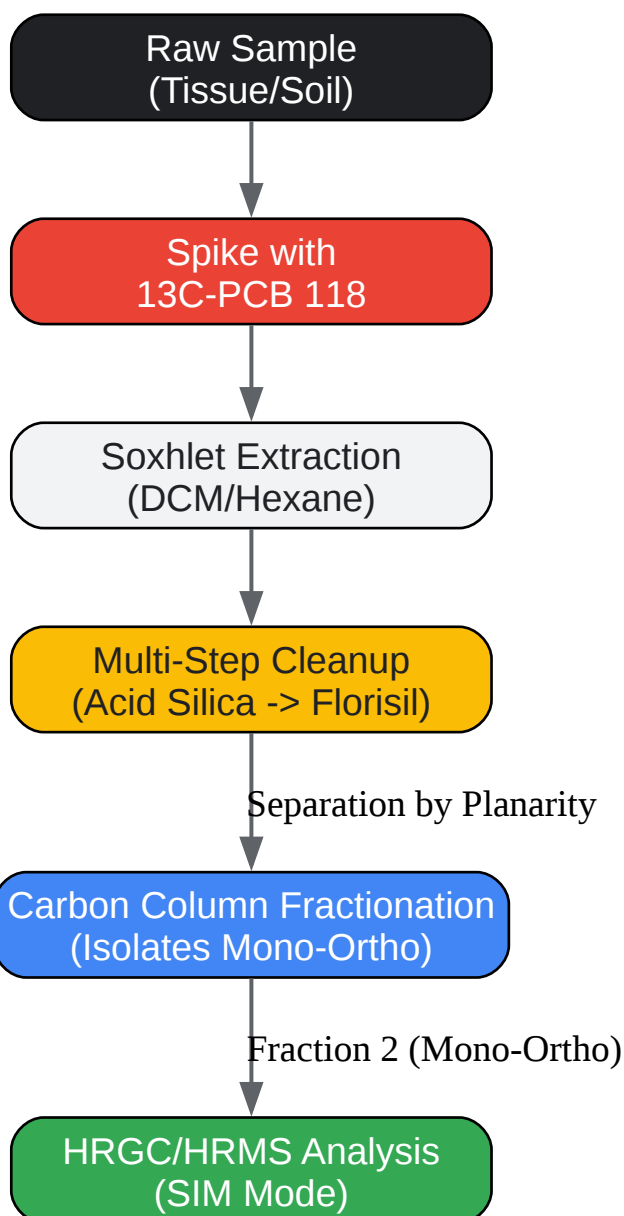 Raw Sample
(Tissue/Soil)
Spike with
13C-PCB 118
Soxhlet Extraction
(DCM/Hexane)
Multi-Step Cleanup
(Acid Silica -> Florisil)
Separation by Planarity
Carbon Column Fractionation
(Isolates Mono-Ortho)
Fraction 2 (Mono-Ortho)
HRGC/HRMS Analysis
(SIM Mode)